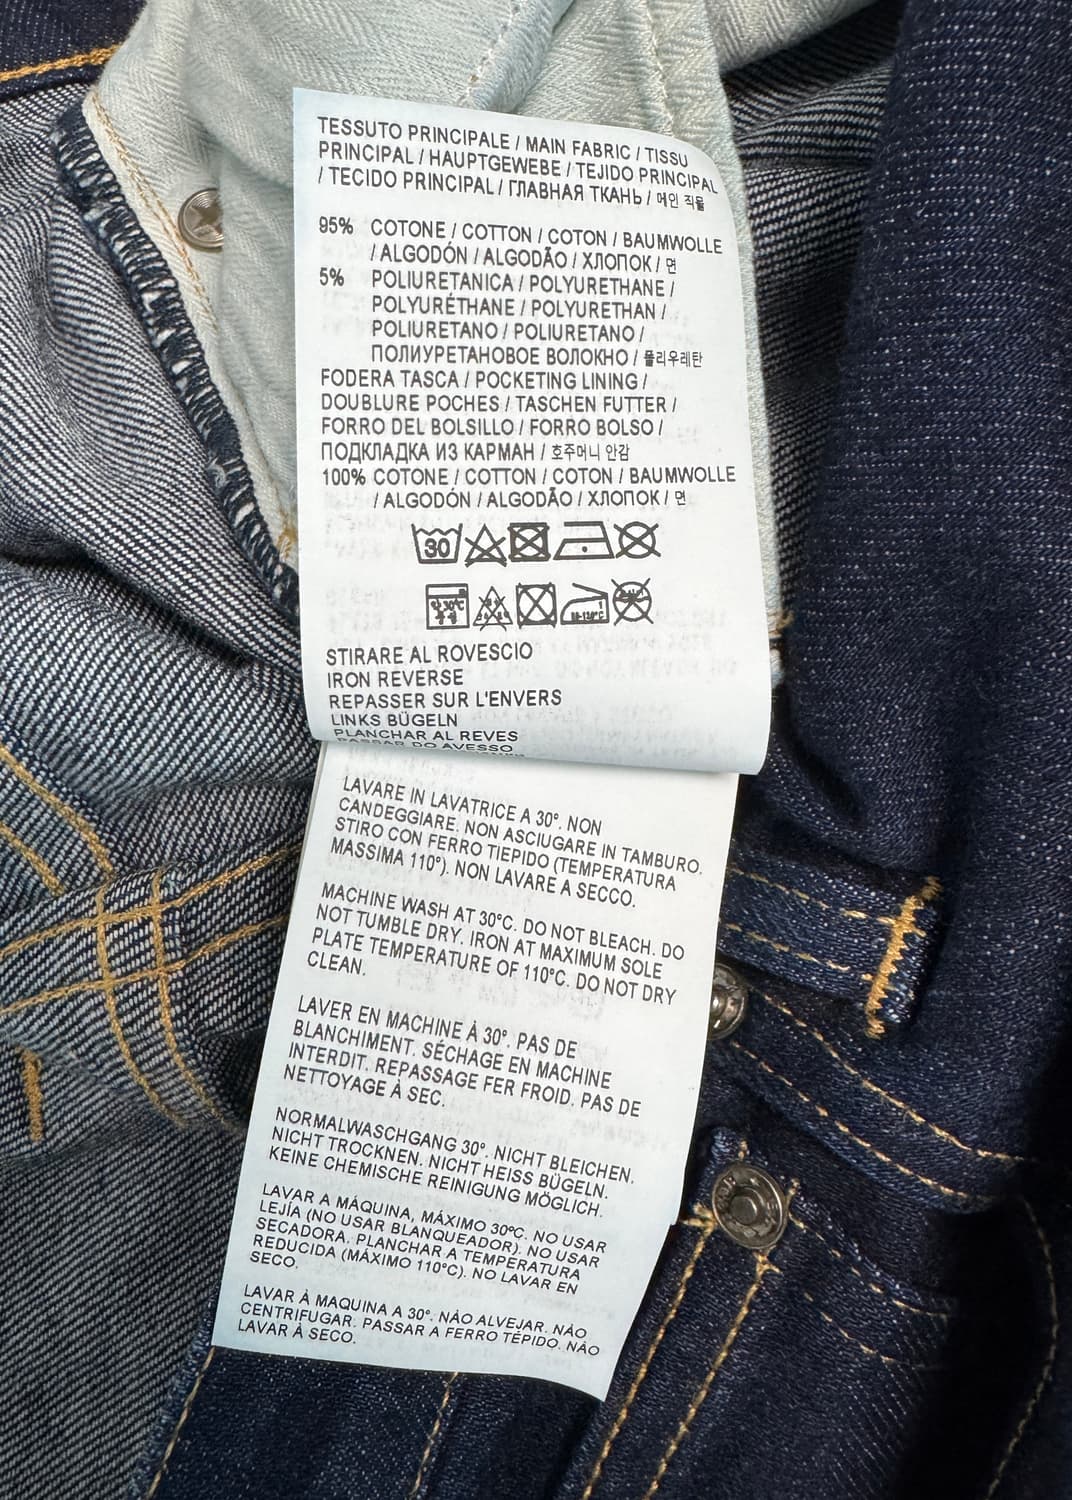 TESSUTO PRINCIPALE / MAIN FABRIC / TISSU
PRINCIPAL / HAUPTGEWEBE / TEJIDO PRINCIPAL
/ TECIDO PRINCIPAL / ГЛАВНАЯ ТКАНЬ / 메인 직물
95% COTONE / COTTON / COTON / BAUMWOLLE
/ ALGODÓN / ALGODÃO / ХЛОПОК / 면
5% POLIURETANICA / POLYURETHANE /
POLYURÉTHANE / POLYURETHAN /
POLIURETANO / POLIURETANO /
ПОЛИУРЕТАНОВОЕ ВОЛОКНО / 폴리우레탄
FODERA TASCA / POCKETING LINING /
DOUBLURE POCHES / TASCHEN FUTTER /
FORRO DEL BOLSILLO / FORRO BOLSO /
ПОДКЛАДКА ИЗ КАРМАН / 호주머니 안감
100% COTONE / COTTON / COTON / BAUMWOLLE
/ ALGODÓN / ALGODÃO / ХЛОПОК / 면
30
STIRARE AL ROVESCIO
IRON REVERSE
REPASSER SUR L'ENVERS
LINKS BÜGELN
PLANCHAR AL REVES
PASSAR DO AVESSO
LAVARE IN LAVATRICE A 30°. NON
CANDEGGIARE. NON ASCIUGARE IN TAMBURO.
STIRO CON FERRO TIEPIDO (TEMPERATURA
MASSIMA 110°). NON LAVARE A SECCO.
MACHINE WASH AT 30°C. DO NOT BLEACH. DO
NOT TUMBLE DRY. IRON AT MAXIMUM SOLE
PLATE TEMPERATURE OF 110°C. DO NOT DRY
CLEAN.
LAVER EN MACHINE À 30°. PAS DE
BLANCHIMENT. SÉCHAGE EN MACHINE
INTERDIT. REPASSAGE FER FROID. PAS DE
NETTOYAGE À SEC.
NORMALWASCHGANG 30°. NICHT BLEICHEN.
NICHT TROCKNEN. NICHT HEISS BÜGELN.
KEINE CHEMISCHE REINIGUNG MÖGLICH.
LAVAR A MÁQUINA, MÁXIMO 30ºC. NO USAR
LEJÍA (NO USAR BLANQUEADOR). NO USAR
SECADORA. PLANCHAR A TEMPERATURA
REDUCIDA (MÁXIMO 110°C). NO LAVAR EN
SECO.
LAVAR À MAQUINA A 30°. NÃO ALVEJAR. NÃO
CENTRIFUGAR. PASSAR A FERRO TÉPIDO. NÃO
LAVAR À SECO.